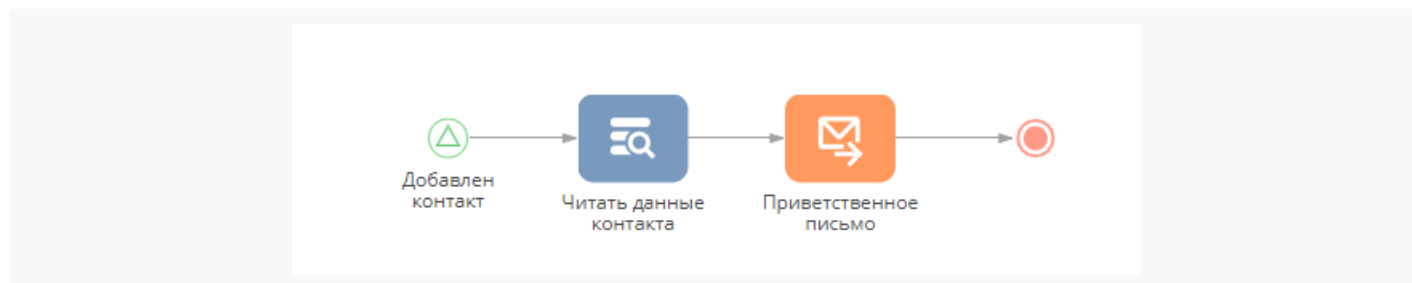 Добавлен
контакт
Читать данные
контакта
Приветственное
письмо